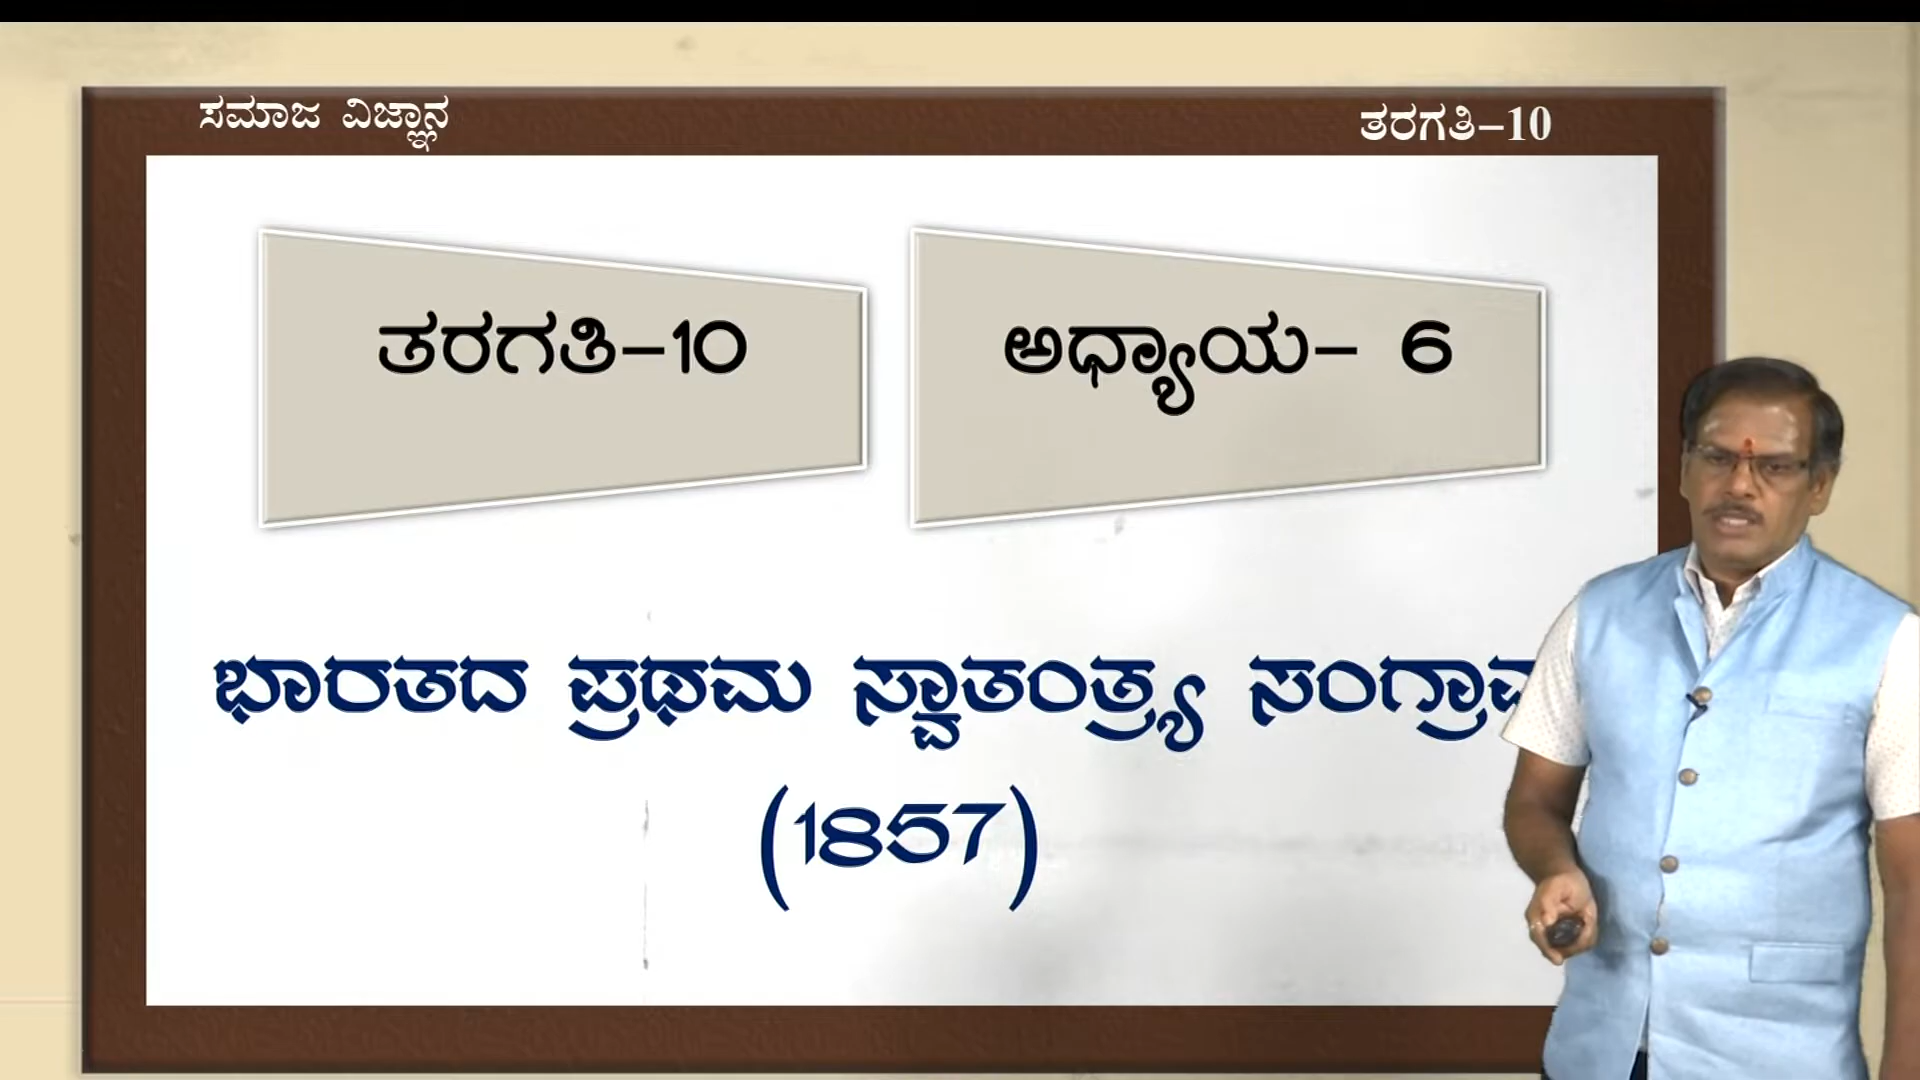 ಸಮಾಜ ವಿಜ್ಞಾನ
ತರಗತಿ-10
ತರಗತಿ-10
ಅಧ್ಯಾಯ- 6
ಭಾರತದ ಪ್ರಥಮ ಸ್ವಾತಂತ್ರ್ಯ
(1857)